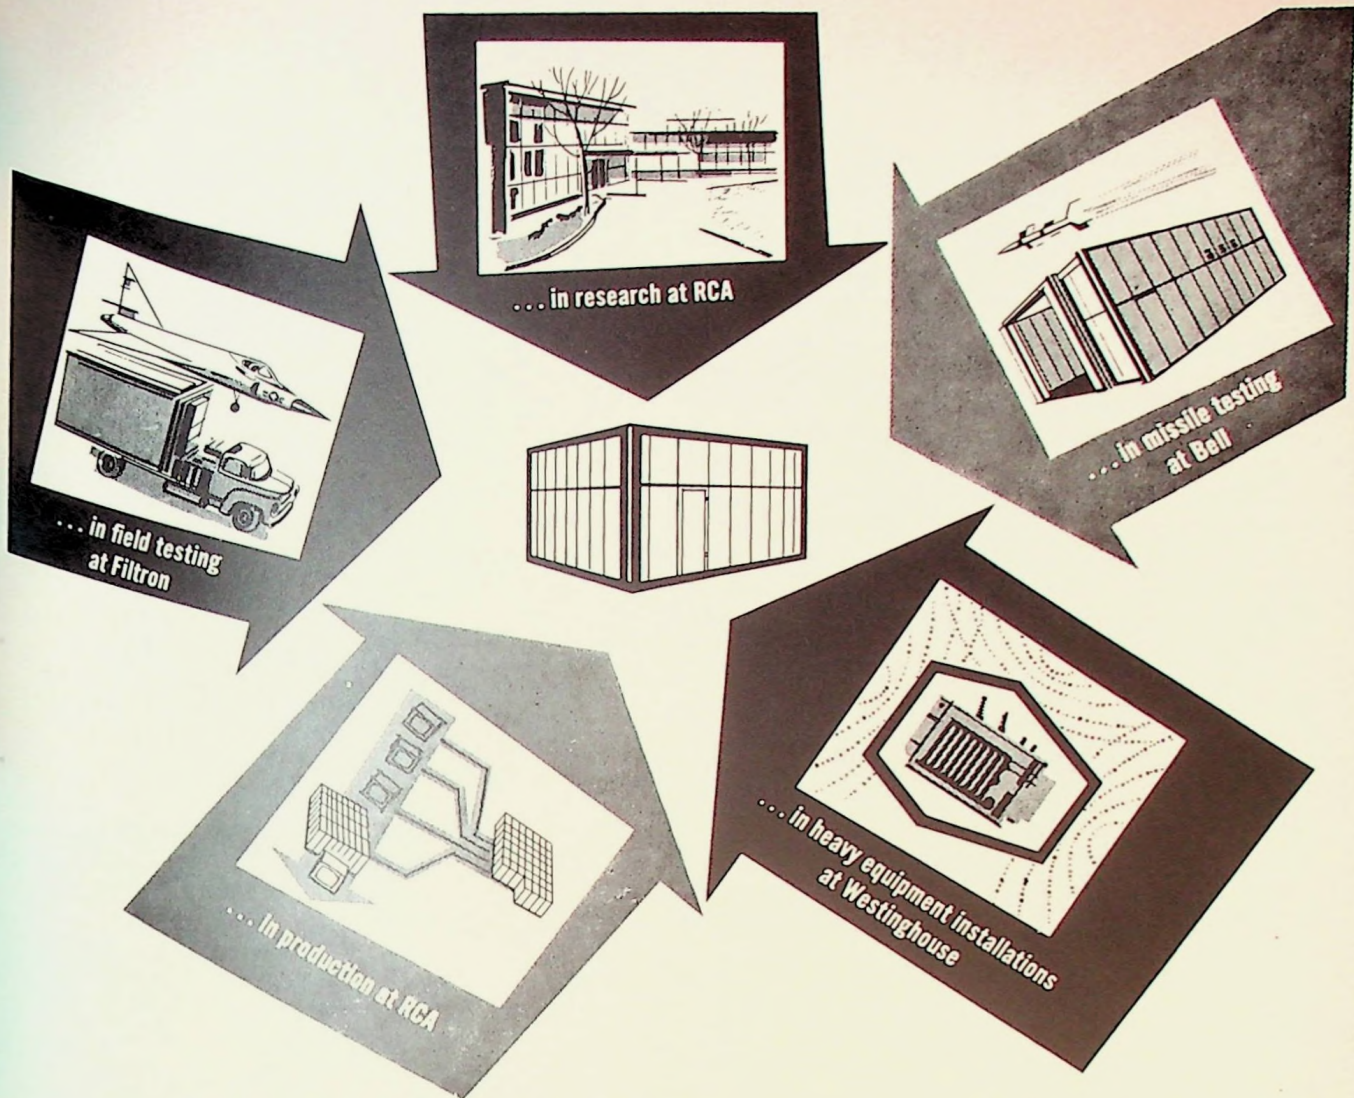 ... in research at RCA
... in missile testing
at Bell
... in field testing
at Filtron
... in heavy equipment installations
at Westinghouse
... In production at RCA